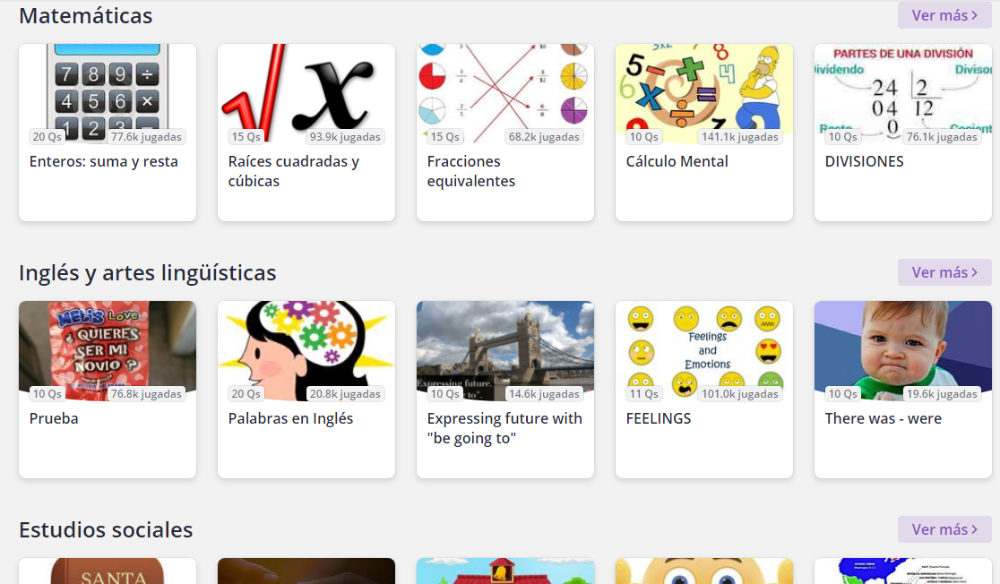 Matemáticas
Ver más
7 8 9 ÷
4 5 6 ×
1 2 3 −
20 Qs
77.6k jugadas
Enteros: suma y resta
√x
15 Qs
93.9k jugadas
Raíces cuadradas y
cúbicas
15 Qs
68.2k jugadas
Fracciones
equivalentes
10 Qs
141.1k jugadas
Cálculo Mental
PARTES DE UNA DIVISIÓN
24 2
04 12
0
10 Qs
76.1k jugadas
DIVISIONES
Inglés y artes lingüísticas
Ver más
MELIS Love
QUIERES
SER MI
NOVIO ?
10 Qs
76.8k jugadas
Prueba
20 Qs
20.8k jugadas
Palabras en Inglés
Expressing future
10 Qs
14.6k jugadas
Expressing future with
"be going to"
Feelings
and
Emotions
11 Qs
101.0k jugadas
FEELINGS
10 Qs
19.6k jugadas
There was - were
Estudios sociales
Ver más
SANTA